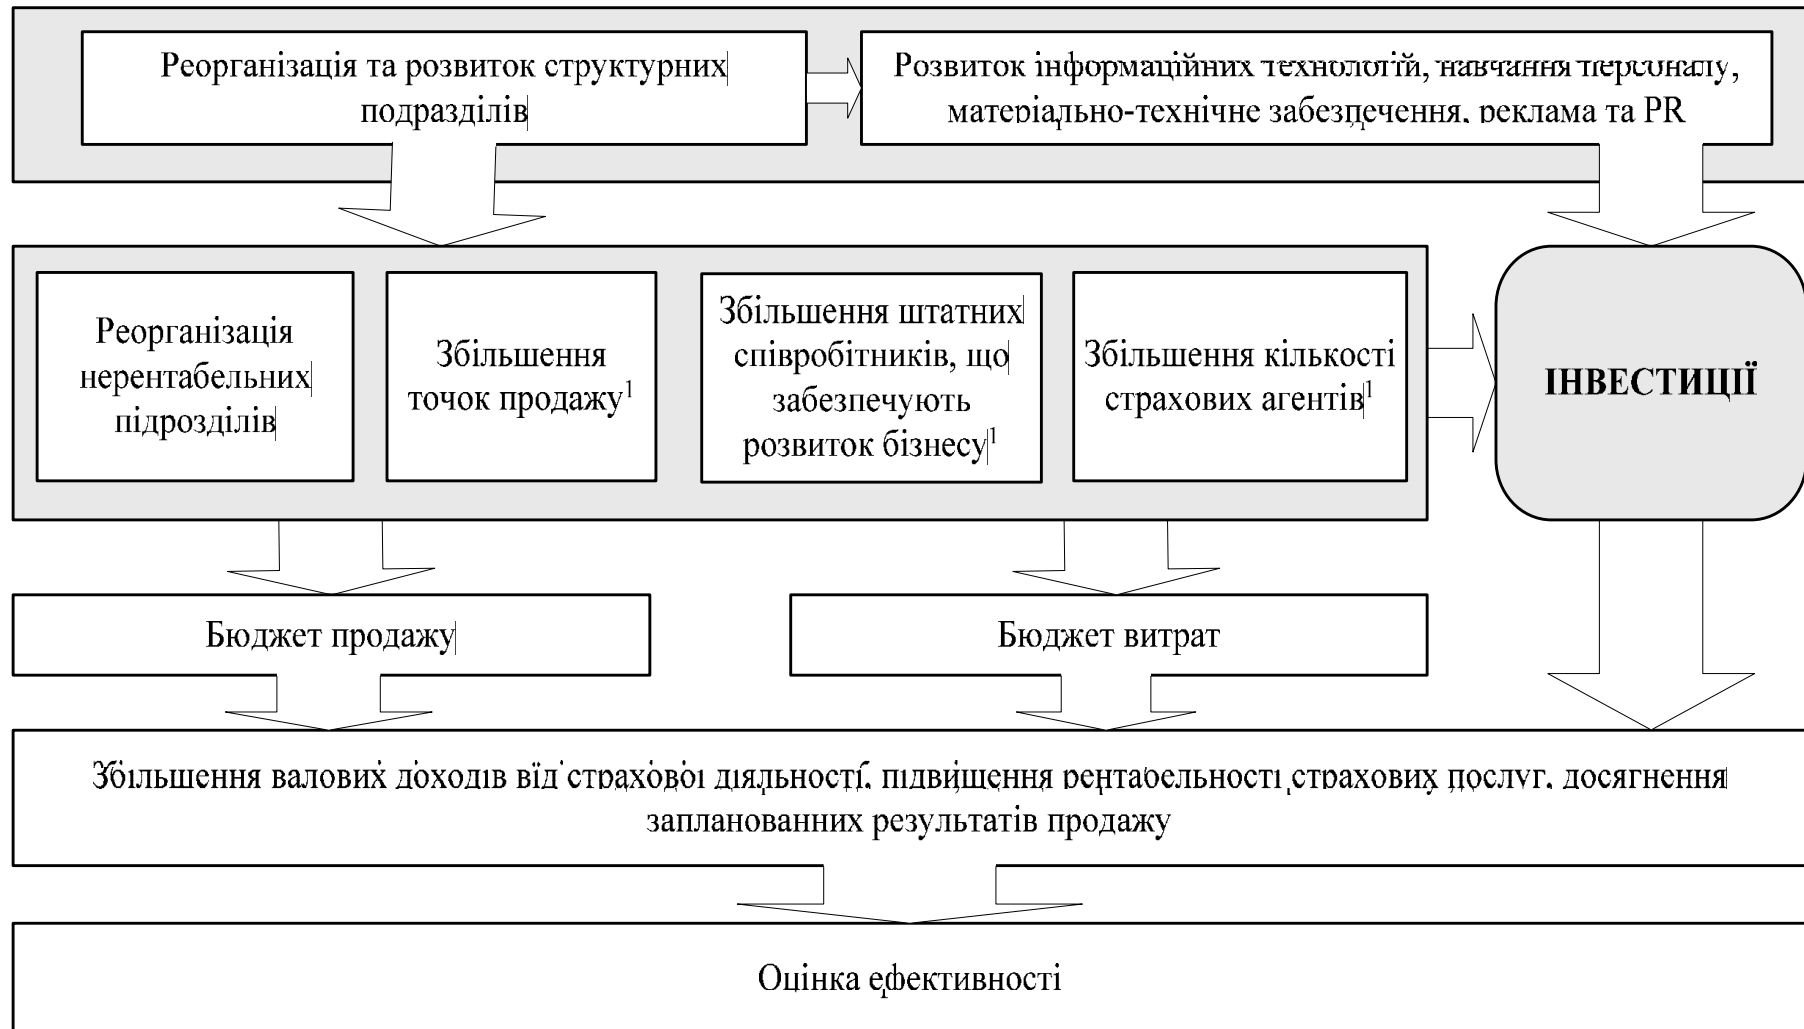 Реорганізація та розвиток структурних
подразділів
Розвиток інформаційних технологій, навчання персоналу,
матеріально-технічне забезпечення, реклама та PR
Реорганізація
нерентабельних
підрозділів
Збільшення
точок продажу¹
Збільшення штатних
співробітників, що
забезпечують
розвиток бізнесу¹
Збільшення кількості
страхових агентів¹
ІНВЕСТИЦІЇ
Бюджет продажу
Бюджет витрат
Збільшення валових доходів від страхової діяльності, підвищення рентабельності страхових послуг, досягнення
запланованних результатів продажу
Оцінка ефективності